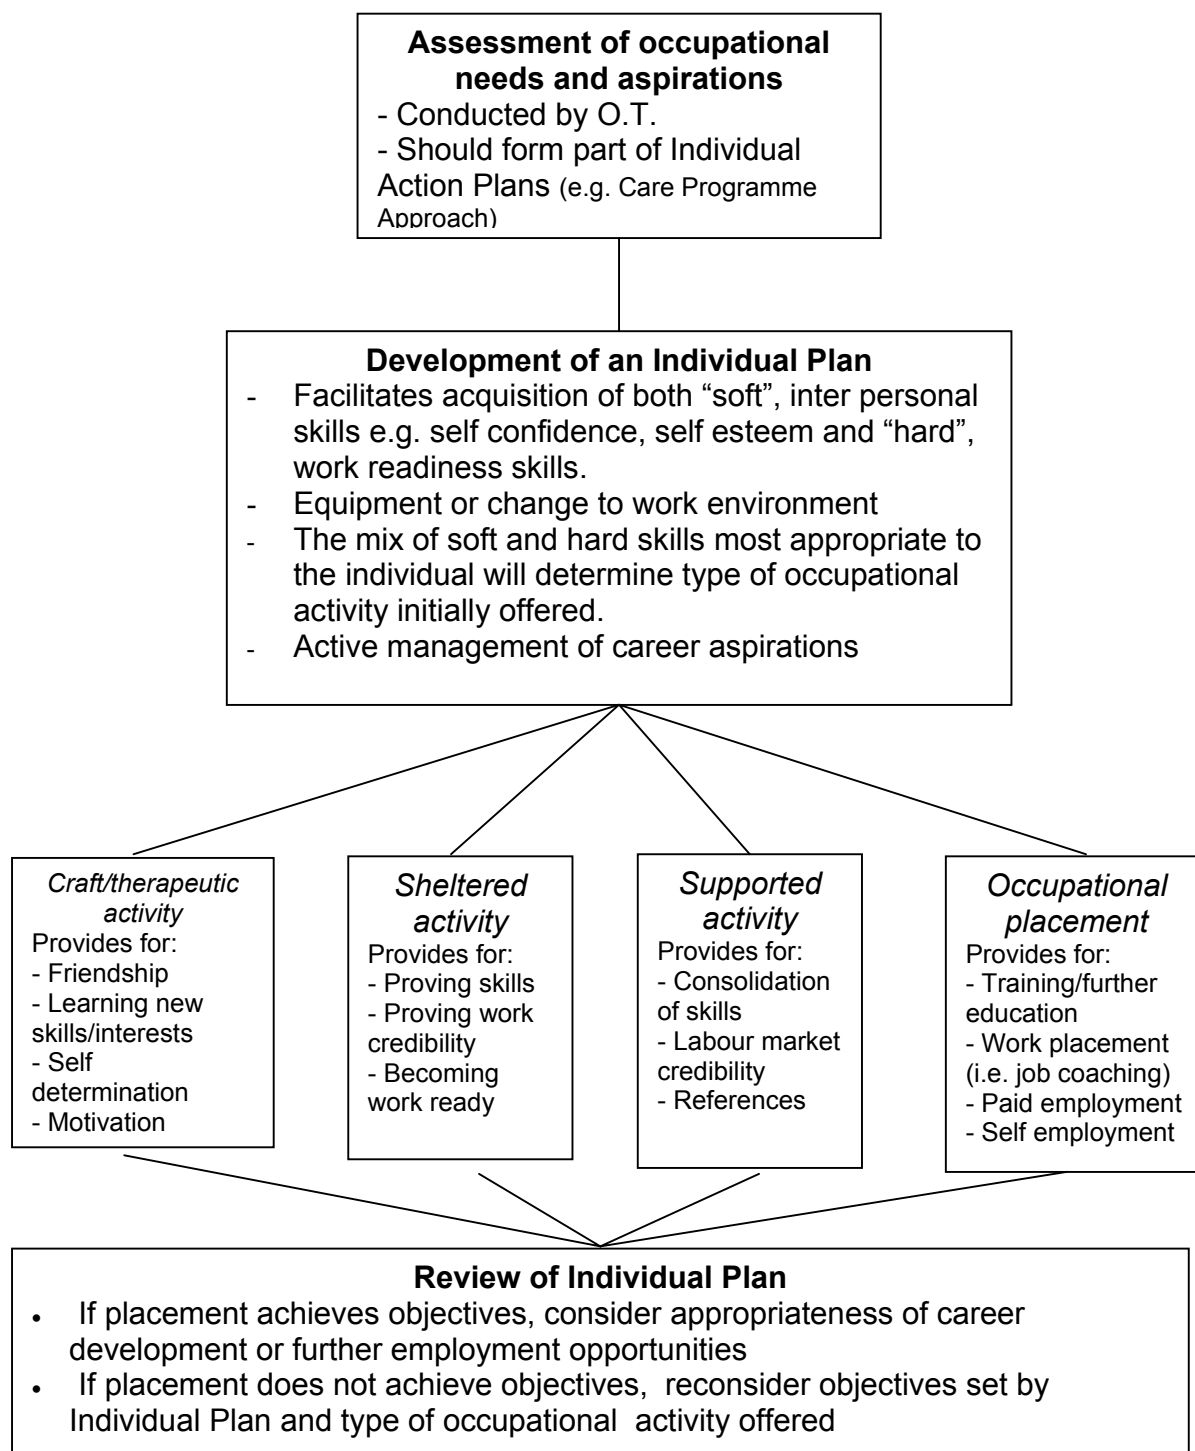 Assessment of occupational
needs and aspirations
- Conducted by O.T.
- Should form part of Individual
Action Plans (e.g. Care Programme
Approach)
Development of an Individual Plan
- Facilitates acquisition of both “soft”, inter personal
skills e.g. self confidence, self esteem and “hard”,
work readiness skills.
- Equipment or change to work environment
- The mix of soft and hard skills most appropriate to
the individual will determine type of occupational
activity initially offered.
- Active management of career aspirations
Craft/therapeutic
activity
Provides for:
- Friendship
- Learning new
skills/interests
- Self
determination
- Motivation
Sheltered
activity
Provides for:
- Proving skills
- Proving work
credibility
- Becoming
work ready
Supported
activity
Provides for:
- Consolidation
of skills
- Labour market
credibility
- References
Occupational
placement
Provides for:
- Training/further
education
- Work placement
(i.e. job coaching)
- Paid employment
- Self employment
Review of Individual Plan
• If placement achieves objectives, consider appropriateness of career
development or further employment opportunities
• If placement does not achieve objectives, reconsider objectives set by
Individual Plan and type of occupational activity offered